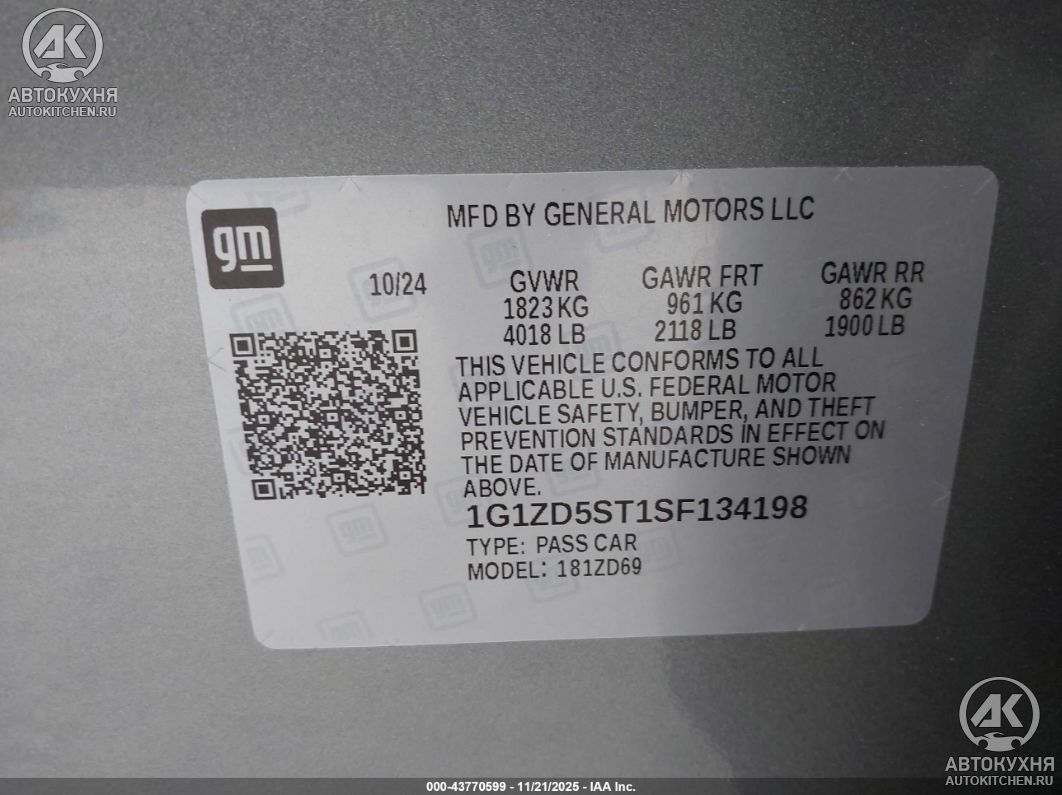 AK
АВТОКУХНЯ
AUTOKITCHEN.RU
gm
MFD BY GENERAL MOTORS LLC
10/24
GVWR
1823 KG
4018 LB
GAWR FRT
961 KG
2118 LB
GAWR RR
862 KG
1900 LB
THIS VEHICLE CONFORMS TO ALL
APPLICABLE U.S. FEDERAL MOTOR
VEHICLE SAFETY, BUMPER, AND THEFT
PREVENTION STANDARDS IN EFFECT ON
THE DATE OF MANUFACTURE SHOWN
ABOVE.
1G1ZD5ST1SF134198
TYPE: PASS CAR
MODEL: 181ZD69
AK
АВТОКУХНЯ
AUTOKITCHEN.RU
000-43770599 - 11/21/2025 - IAA Inc.